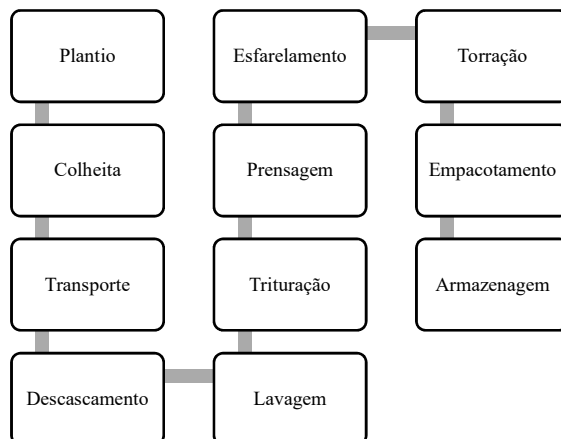 Plantio
Colheita
Transporte
Descascamento
Lavagem
Trituração
Prensagem
Esfarelamento
Torração
Empacotamento
Armazenagem